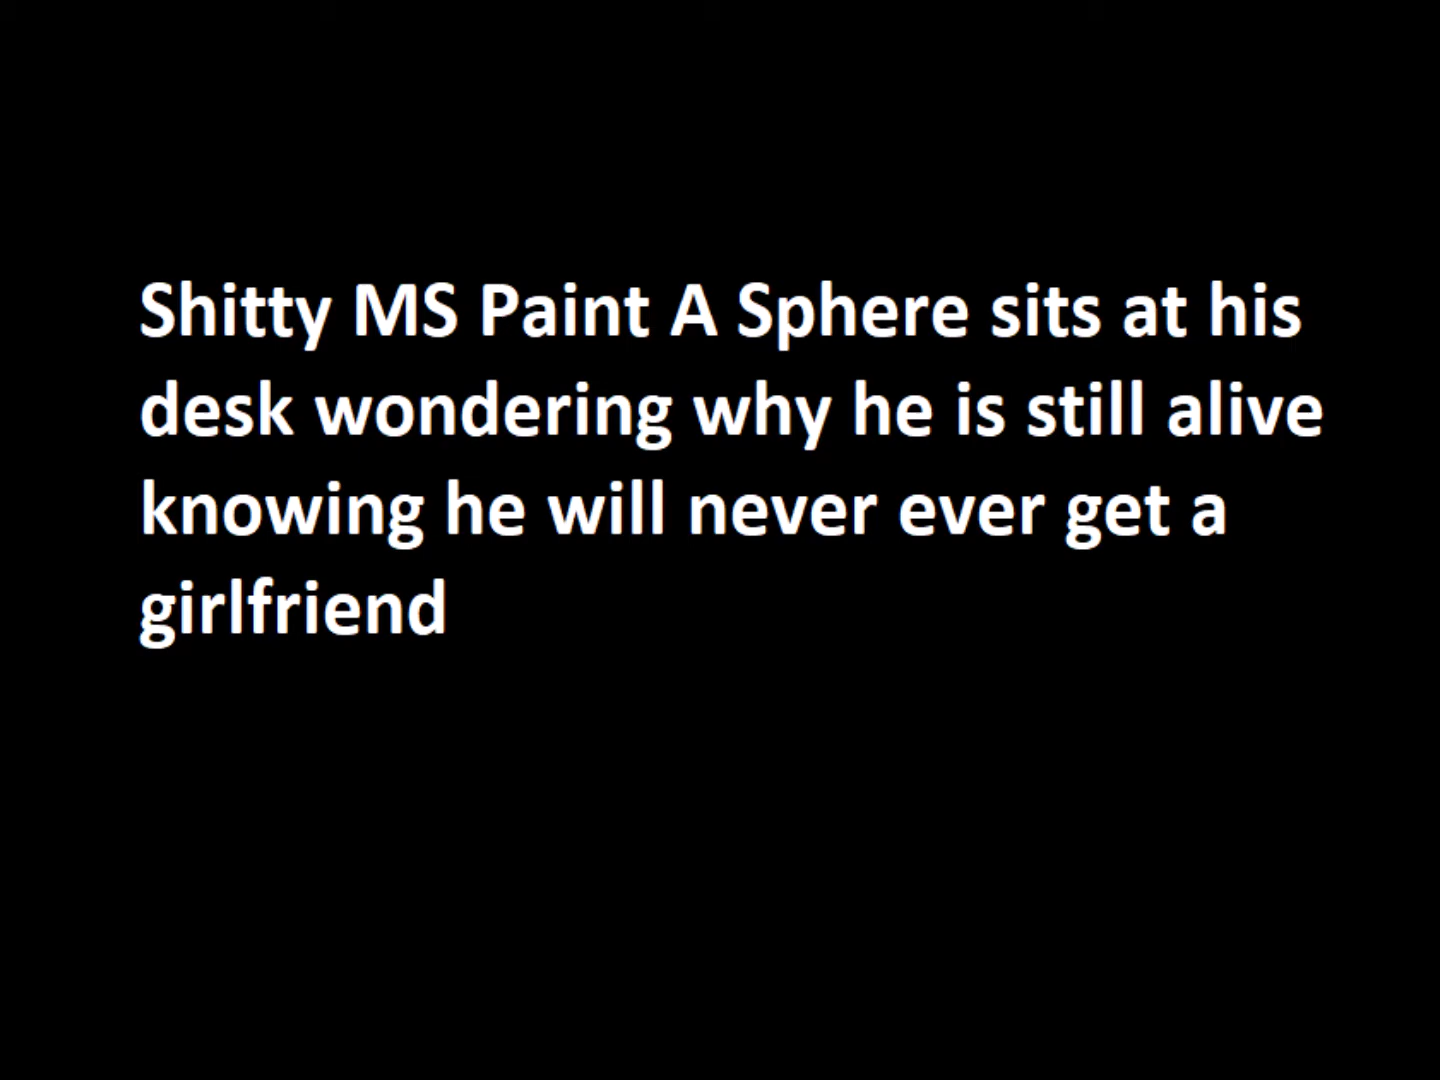 Shitty MS Paint A Sphere sits at his
desk wondering why he is still alive
knowing he will never ever get a
girlfriend